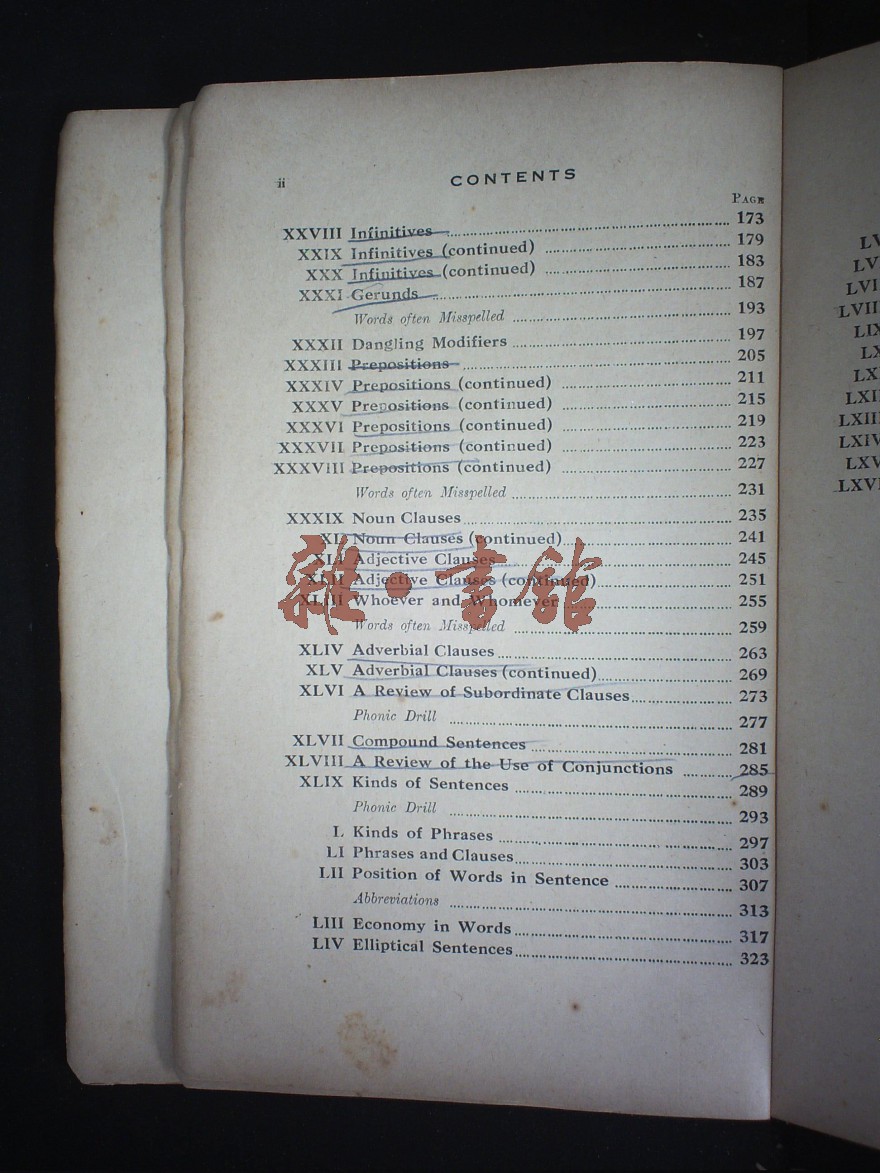 ii CONTENTS
PAGE
XXVIII Infinitives 173
XXIX Infinitives (continued) 179
XXX Infinitives (continued) 183
XXXI Gerunds 187
Words often Misspelled 193
XXXII Dangling Modifiers 197
XXXIII Prepositions 205
XXXIV Prepositions (continued) 211
XXXV Prepositions (continued) 215
XXXVI Prepositions (continued) 219
XXXVII Prepositions (continued) 223
XXXVIII Prepositions (continued) 227
Words often Misspelled 231
XXXIX Noun Clauses 235
XL Noun Clauses (continued) 241
XLI Adjective Clauses 245
XLII Adjective Clauses (continued) 251
XLIII Whoever and Whomever 255
Words often Misspelled 259
XLIV Adverbial Clauses 263
XLV Adverbial Clauses (continued) 269
XLVI A Review of Subordinate Clauses 273
Phonic Drill 277
XLVII Compound Sentences 281
XLVIII A Review of the Use of Conjunctions 285
XLIX Kinds of Sentences 289
Phonic Drill 293
L Kinds of Phrases 297
LI Phrases and Clauses 303
LII Position of Words in Sentence 307
Abbreviations 313
LIII Economy in Words 317
LIV Elliptical Sentences 323
雜·書館